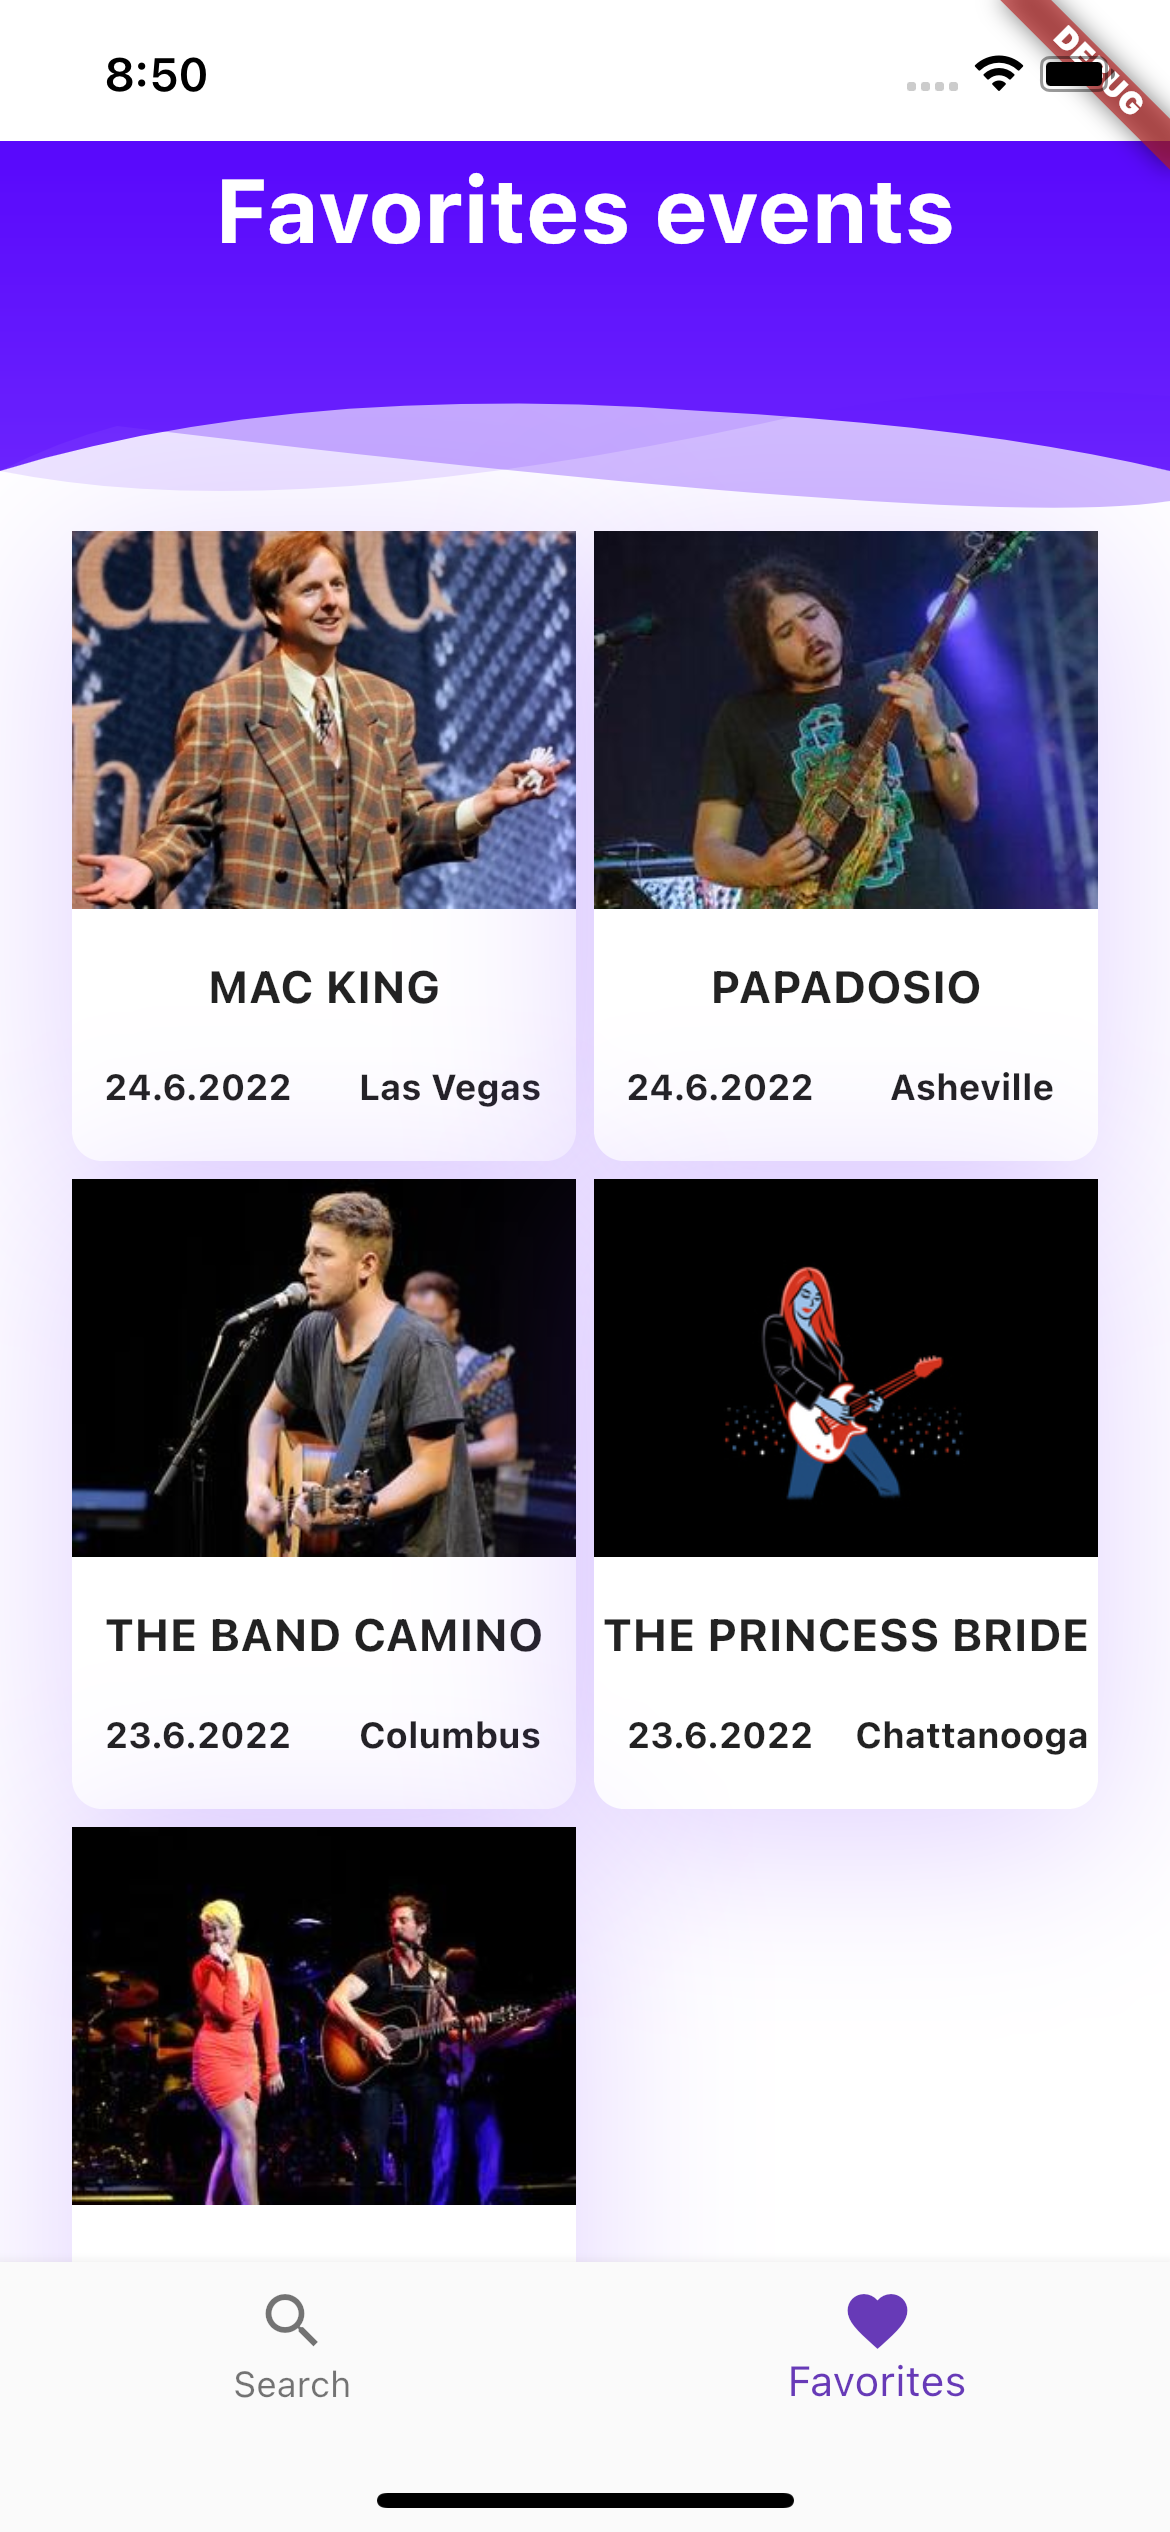 8:50
DEBUG
Favorites events
MAC KING
24.6.2022 Las Vegas
PAPADOSIO
24.6.2022 Asheville
THE BAND CAMINO
23.6.2022 Columbus
THE PRINCESS BRIDE
23.6.2022 Chattanooga
Search
Favorites